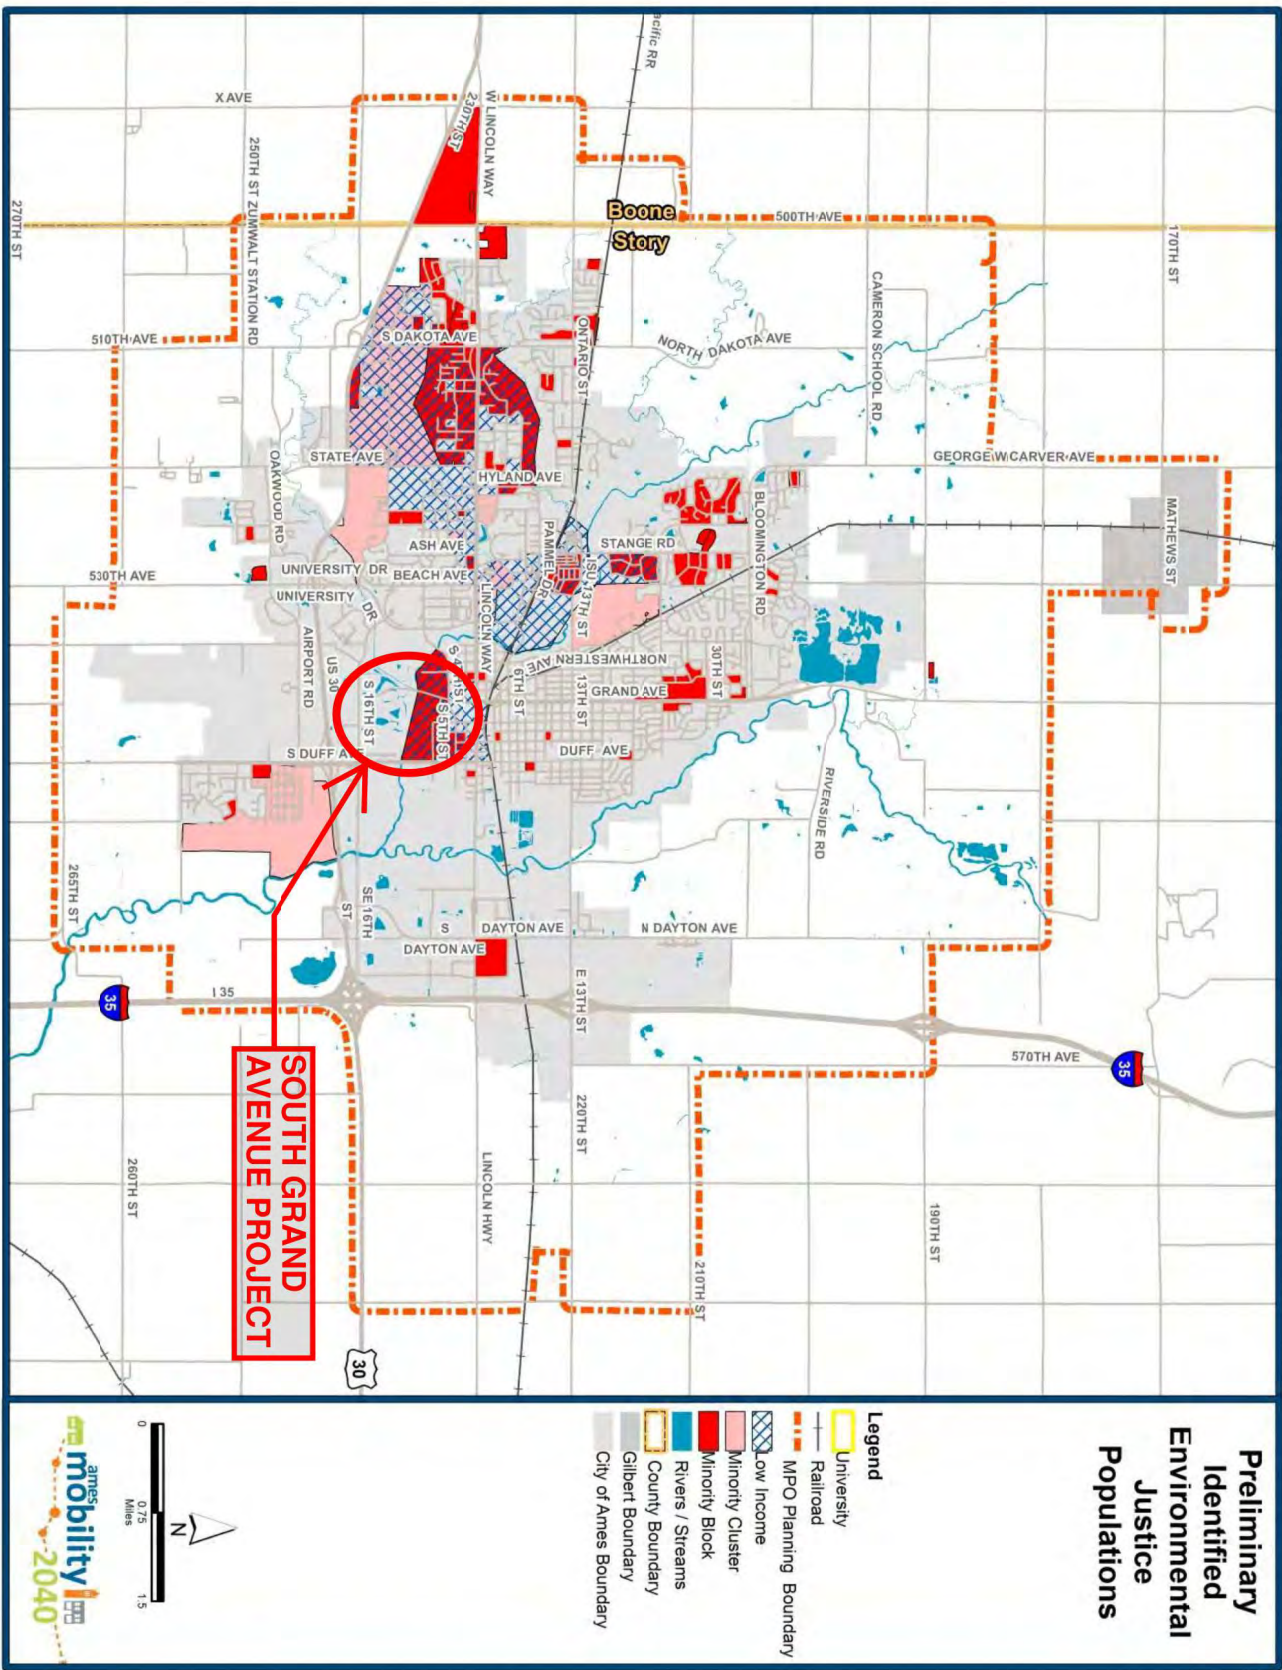 Preliminary
Identified
Environmental
Justice
Populations
Legend
University
Railroad
MPO Planning Boundary
Low Income
Minority Cluster
Minority Block
Rivers / Streams
County Boundary
Gilbert Boundary
City of Ames Boundary
N
0 0.75 1.5
Miles
ames
mobility
2040
SOUTH GRAND
AVENUE PROJECT
Boone
Story
X AVE
230TH ST
W LINCOLN WAY
250TH ST ZUMWALT STATION RD
270TH ST
500TH AVE
170TH ST
CAMERON SCHOOL RD
510TH AVE
S DAKOTA AVE
ONTARIO ST
NORTH DAKOTA AVE
STATE AVE
HYLAND AVE
GEORGE W CARVER AVE
OAKWOOD RD
ASH AVE
PAMMEL DR
STANGE RD
BLOOMINGTON RD
MATHEWS ST
530TH AVE
UNIVERSITY DR
BEACH AVE
UNIVERSITY DR
LINCOLN WAY
ISU
13TH ST
AIRPORT RD
US 30
S 16TH ST
S 4TH ST
S 5TH ST
6TH ST
NORTHWESTERN AVE
13TH ST
GRAND AVE
30TH ST
S DUFF AVE
DUFF AVE
RIVERSIDE RD
265TH ST
SE 16TH
ST
S
DAYTON AVE
DAYTON AVE
N DAYTON AVE
I 35
35
E 13TH ST
570TH AVE
35
260TH ST
LINCOLN HWY
220TH ST
190TH ST
210TH ST
30